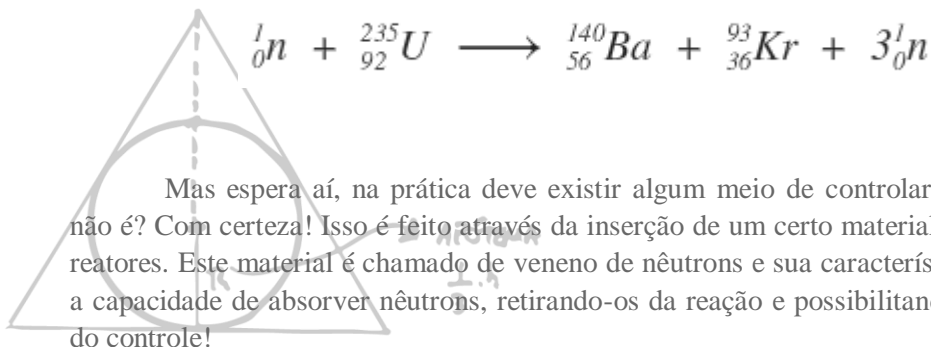 ¹₀n + ²³⁵₉₂U ⟶ ¹⁴⁰₅₆Ba + ⁹³₃₆Kr + 3¹₀n
Mas espera aí, na prática deve existir algum meio de controlar
não é? Com certeza! Isso é feito através da inserção de um certo material
reatores. Este material é chamado de veneno de nêutrons e sua caracterís
a capacidade de absorver nêutrons, retirando-os da reação e possibilitan
do controle!